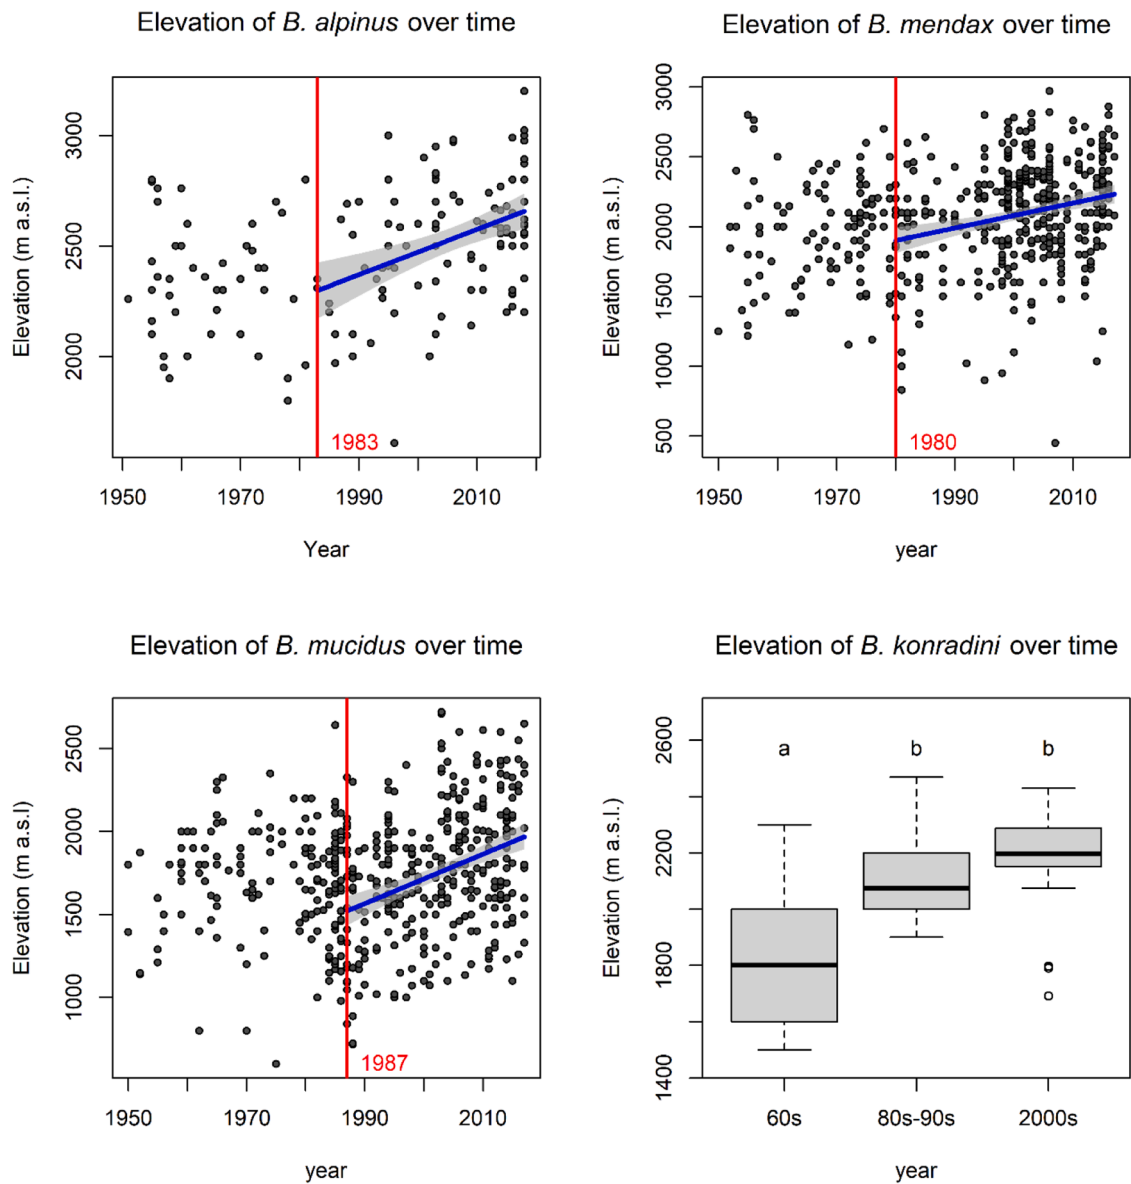 Elevation of B. alpinus over time
Elevation (m a.s.l.)
3000
2500
2000
1983
1950 1970 1990 2010
Year
Elevation of B. mendax over time
Elevation (m a.s.l.)
3000
2500
2000
1500
1000
500
1980
1950 1970 1990 2010
year
Elevation of B. mucidus over time
Elevation (m a.s.l)
2500
2000
1500
1000
1987
1950 1970 1990 2010
year
Elevation of B. konradini over time
Elevation (m a.s.l.)
2600
2200
1800
1400
a b b
60s 80s-90s 2000s
year